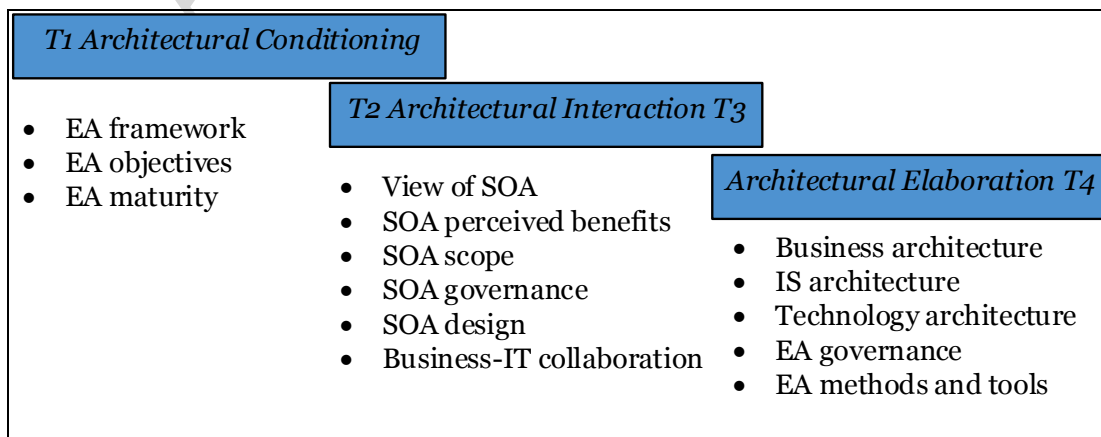 T1 Architectural Conditioning
• EA framework
• EA objectives
• EA maturity
T2 Architectural Interaction T3
• View of SOA
• SOA perceived benefits
• SOA scope
• SOA governance
• SOA design
• Business-IT collaboration
Architectural Elaboration T4
• Business architecture
• IS architecture
• Technology architecture
• EA governance
• EA methods and tools